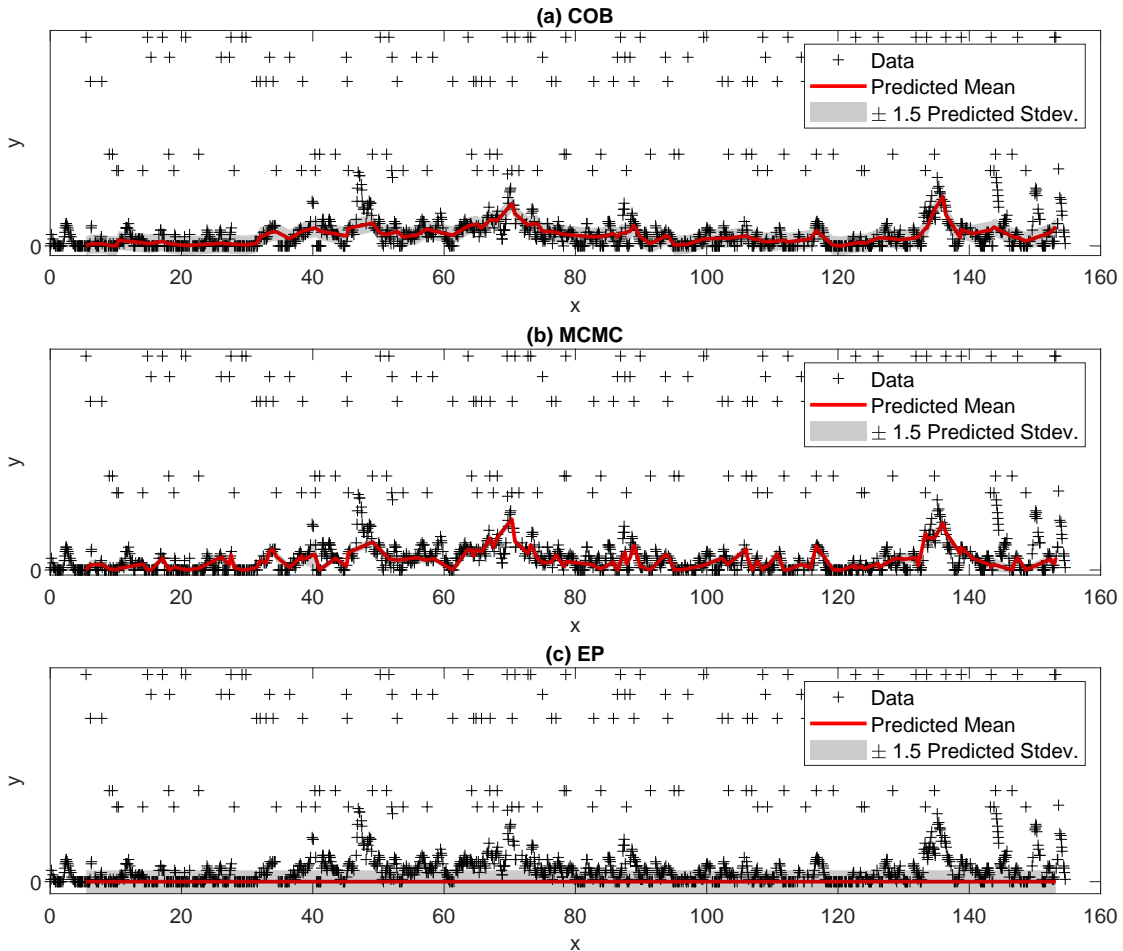 (a) COB
Data
Predicted Mean
± 1.5 Predicted Stdev.
y
0
0 20 40 60 80 100 120 140 160
x
(b) MCMC
Data
Predicted Mean
± 1.5 Predicted Stdev.
y
0
0 20 40 60 80 100 120 140 160
x
(c) EP
Data
Predicted Mean
± 1.5 Predicted Stdev.
y
0
0 20 40 60 80 100 120 140 160
x